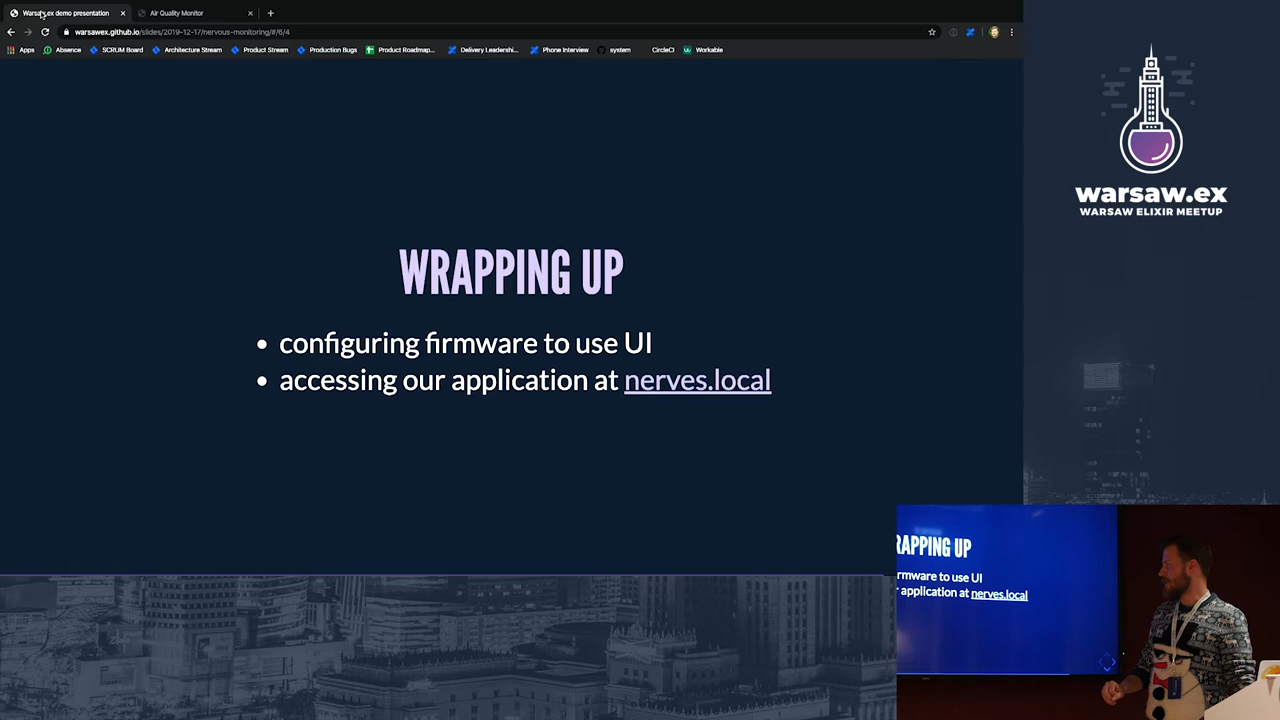 Warsaw.ex demo presentation
Air Quality Monitor
warsawex.github.io/slides/2019-12-17/nervous-monitoring/#/6/4
Apps
Absence
SCRUM Board
Architecture Stream
Product Stream
Production Bugs
Product Roadmap...
Delivery Leadershi...
Phone Interview
system
CircleCI
Workable
warsaw.ex
WARSAW ELIXIR MEETUP
WRAPPING UP
• configuring firmware to use UI
• accessing our application at nerves.local
RAPPING UP
rmware to use UI
r application at nerves.local